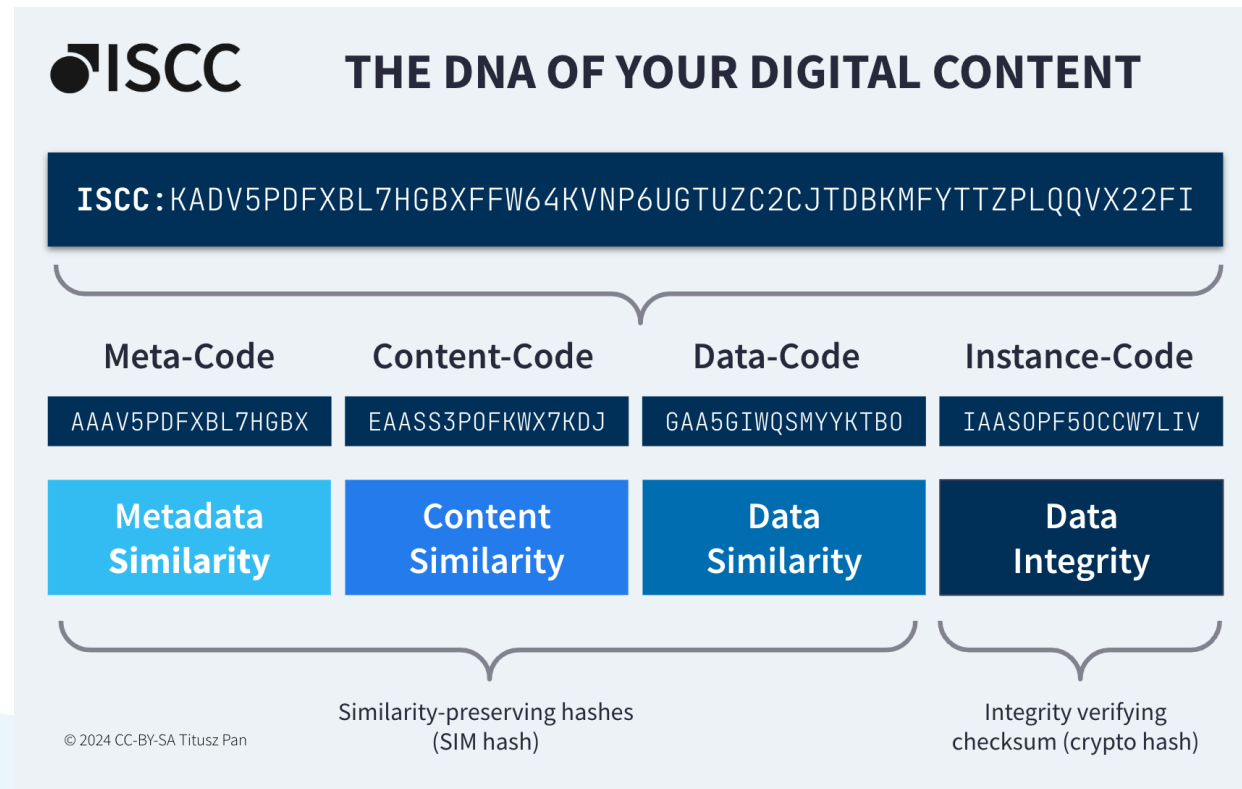 ISCC
THE DNA OF YOUR DIGITAL CONTENT
ISCC:KADV5PDFXBL7HGBXFFW64KVNP6UGTUZC2CJTDBKMFYTTZPLQQVX22FI
Meta-Code
Content-Code
Data-Code
Instance-Code
AAAV5PDFXBL7HGBX
EAASS3POFKWX7KDJ
GAA5GIWQSMYYKTBO
IAASOPF5OCCW7LIV
Metadata
Similarity
Content
Similarity
Data
Similarity
Data
Integrity
Similarity-preserving hashes
(SIM hash)
Integrity verifying
checksum (crypto hash)
© 2024 CC-BY-SA Titusz Pan